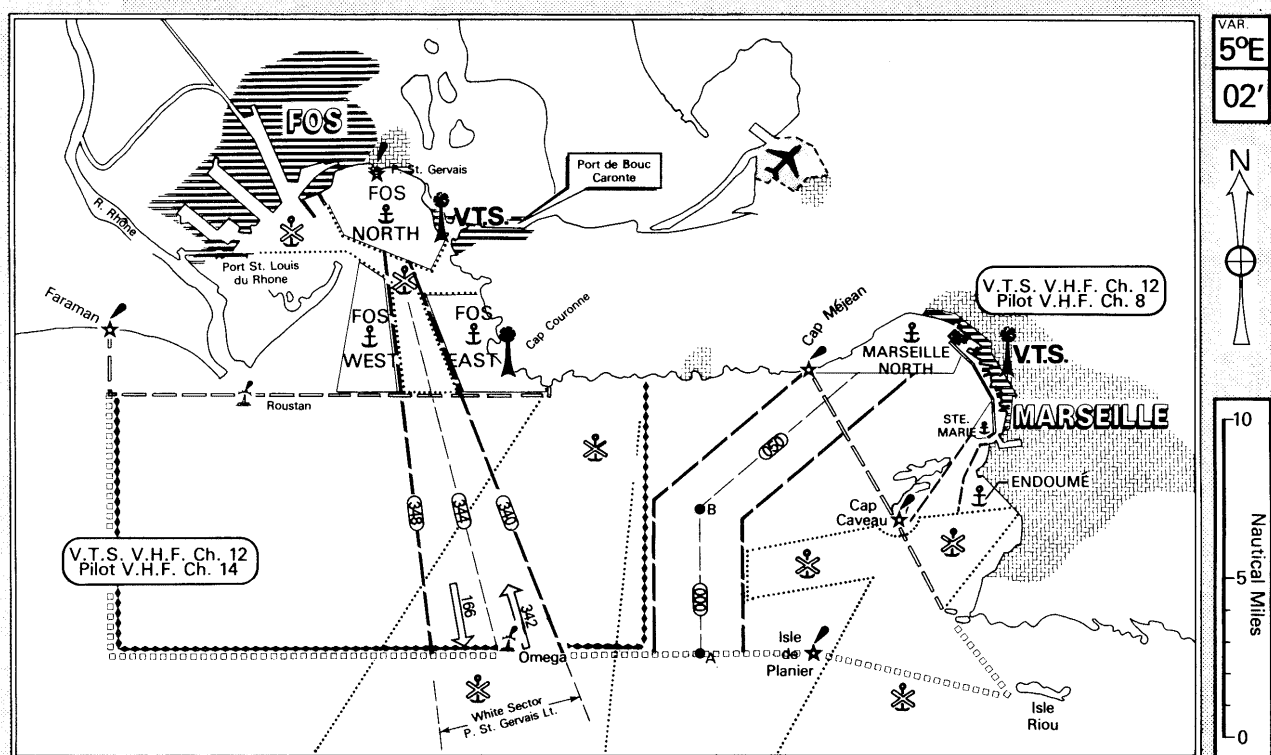 VAR.
5ºE
02'
N
FOS
P. St. Gervais
Port de Bouc
Caronte
FOS
NORTH
V.T.S.
R. Rhône
Port St. Louis
du Rhone
Faraman
FOS
WEST
FOS
EAST
Cap Couronne
V.T.S. V.H.F. Ch. 12
Pilot V.H.F. Ch. 8
Cap Méjean
MARSEILLE
NORTH
V.T.S.
MARSEILLE
STE.
MARIE
Roustan
050
ENDOUMÉ
Cap
Caveau
B
348
344
340
V.T.S. V.H.F. Ch. 12
Pilot V.H.F. Ch. 14
000
166
342
Omega
A
Isle
de
Planier
White Sector
P. St. Gervais Lt.
Isle
Riou
10
5
0
Nautical Miles